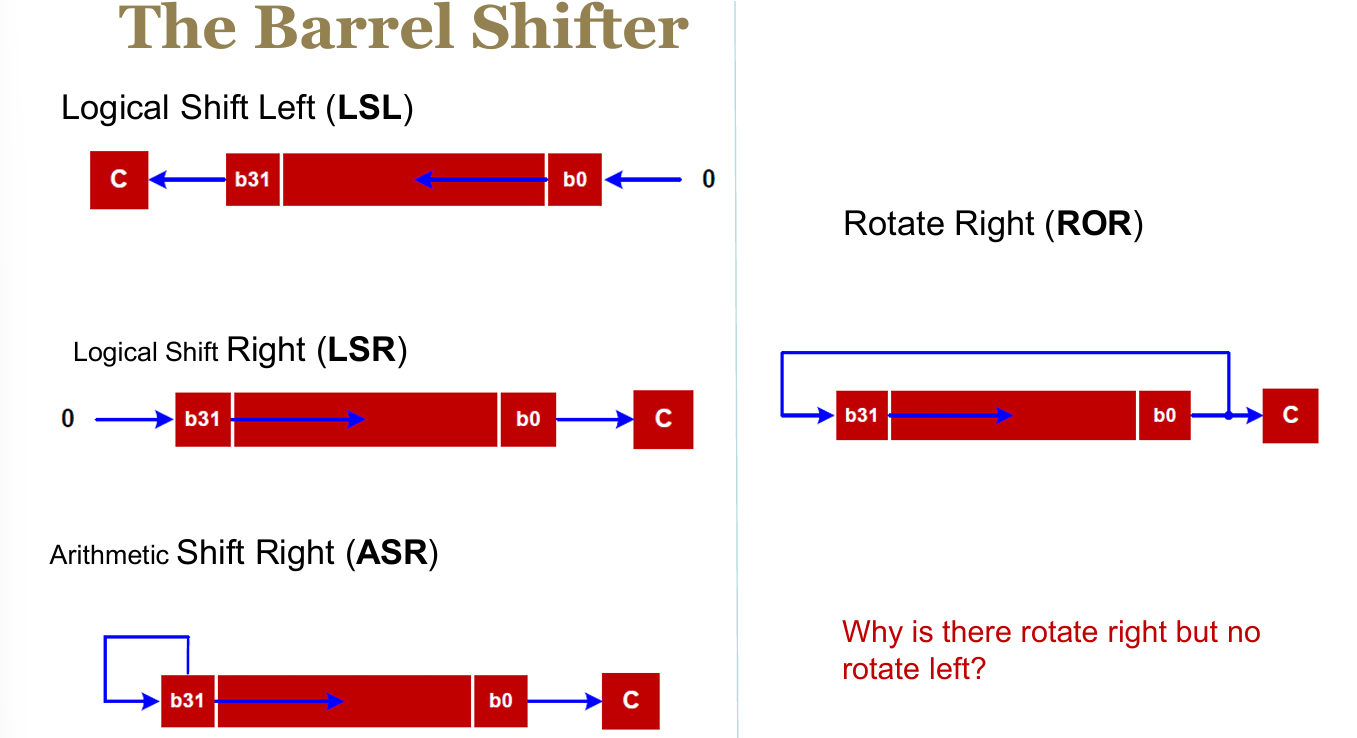 The Barrel Shifter
Logical Shift Left (LSL)
C b31 b0 0
Logical Shift Right (LSR)
0 b31 b0 C
Arithmetic Shift Right (ASR)
b31 b0 C
Rotate Right (ROR)
b31 b0 C
Why is there rotate right but no
rotate left?